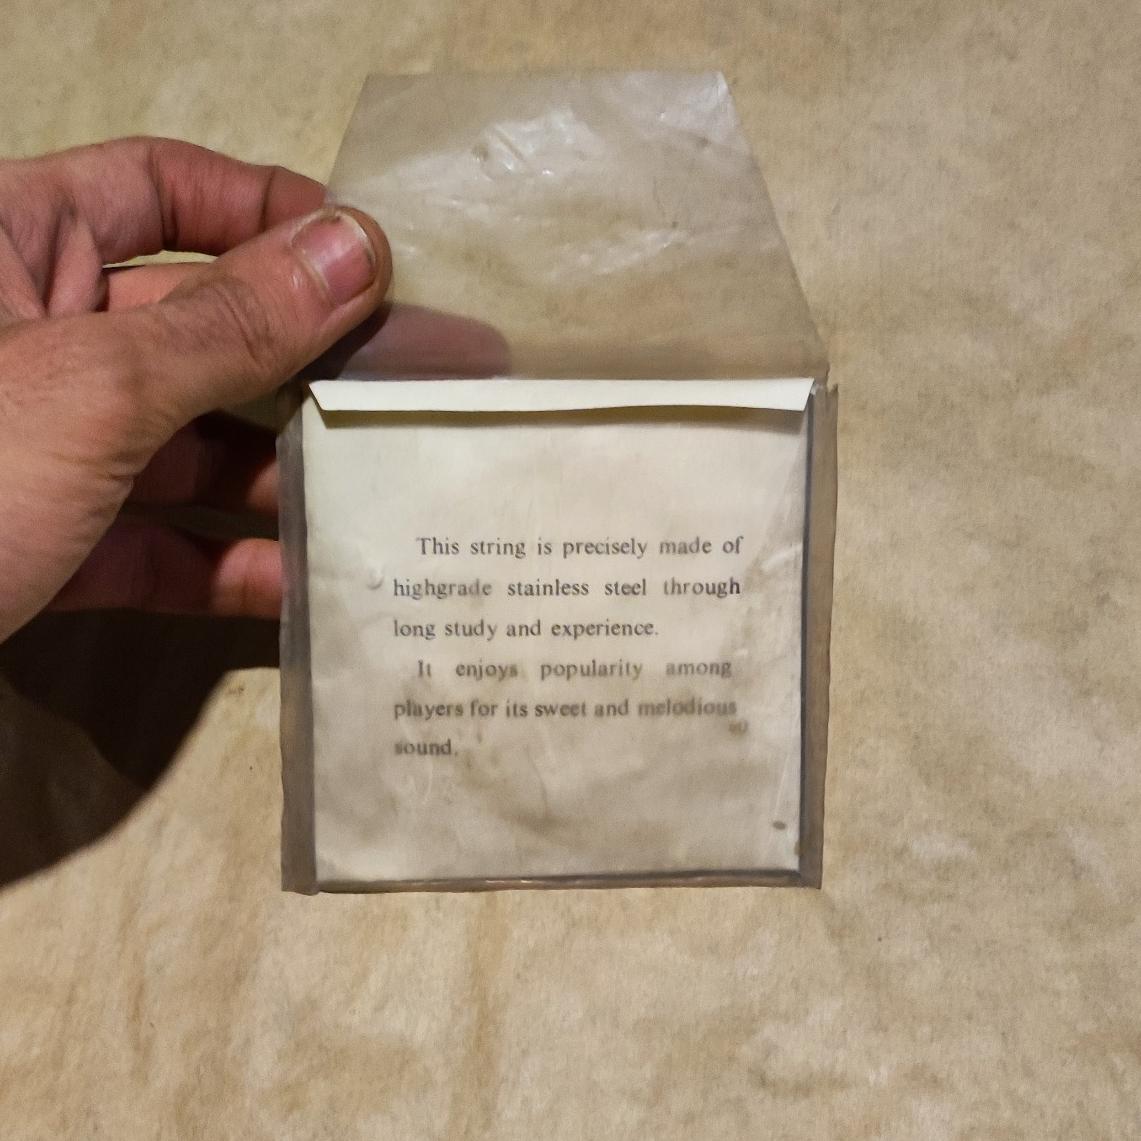 This string is precisely made of
highgrade stainless steel through
long study and experience.
It enjoys popularity among
players for its sweet and melodious
sound.